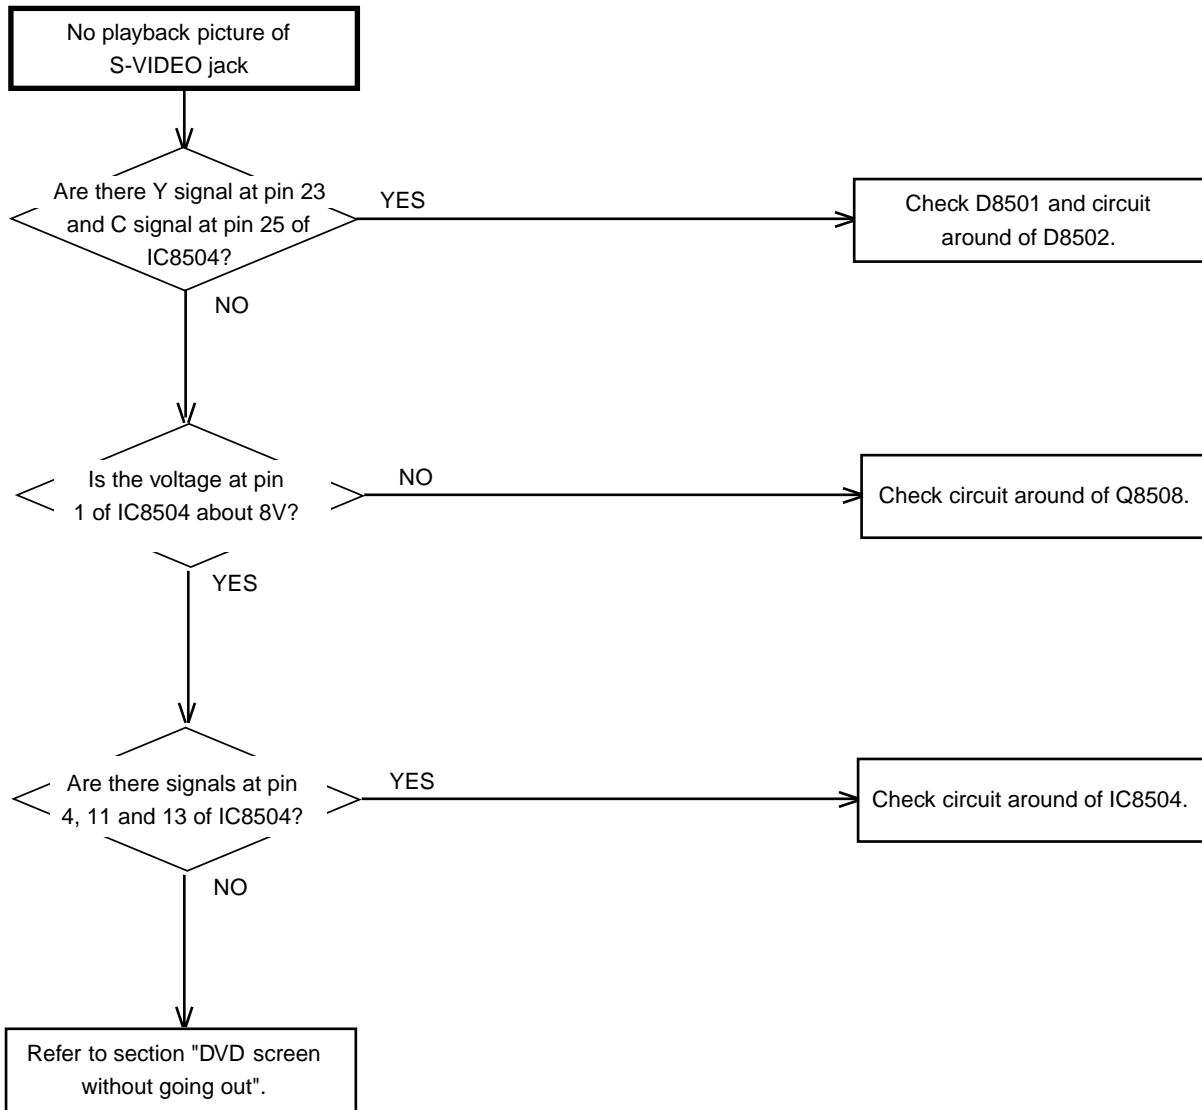 No playback picture of
S-VIDEO jack
Are there Y signal at pin 23
and C signal at pin 25 of
IC8504?
YES
Check D8501 and circuit
around of D8502.
NO
Is the voltage at pin
1 of IC8504 about 8V?
NO
Check circuit around of Q8508.
YES
Are there signals at pin
4, 11 and 13 of IC8504?
YES
Check circuit around of IC8504.
NO
Refer to section "DVD screen
without going out".